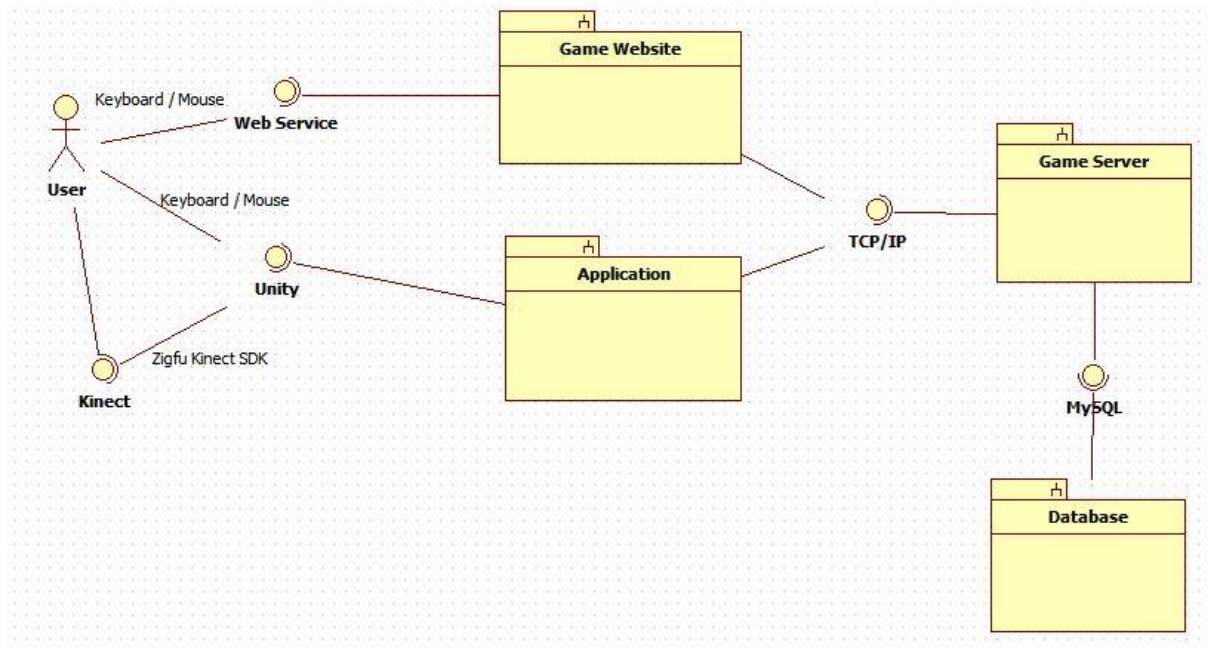 Game Website
Keyboard / Mouse
Web Service
User
Keyboard / Mouse
Game Server
TCP/IP
Unity
Application
Zigfu Kinect SDK
Kinect
MySQL
Database